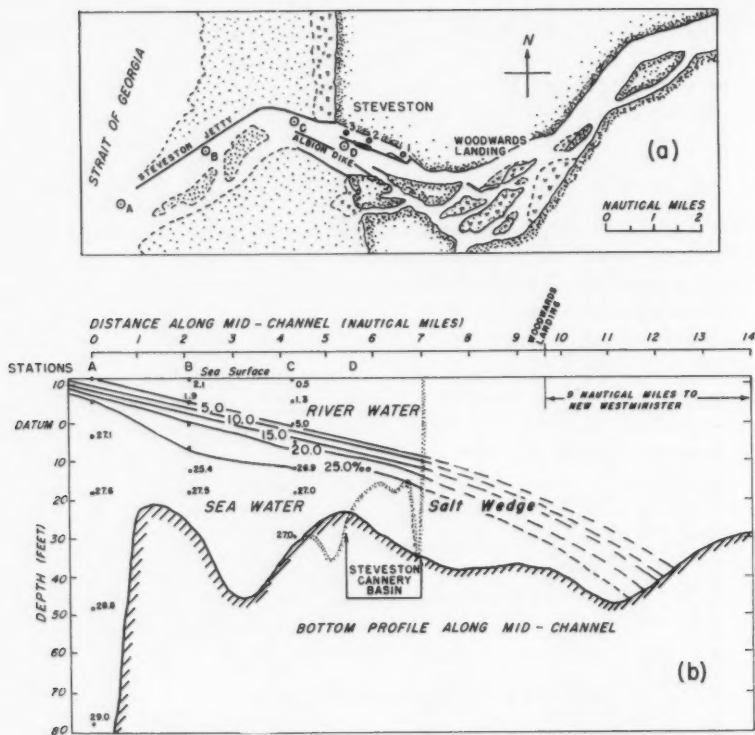 N
STRAIT OF GEORGIA
STEVESTON JETTY
STEVESTON
ALBION DIKE
WOODWARDS
LANDING
A
B
C
D
3
2
1
(a)
NAUTICAL MILES
0 1 2
DISTANCE ALONG MID-CHANNEL (NAUTICAL MILES)
WOODWARDS
LANDING
0 1 2 3 4 5 6 7 8 9 10 11 12 13 14
STATIONS A B C D
Sea Surface
10
2.1
0.5
1.9
1.3
5.0
RIVER WATER
9 NAUTICAL MILES TO
NEW WESTMINISTER
DATUM 0
10.0
5.0
15.0
20.0
27.1
10
25.4
26.9
25.0‰
27.6
27.5
27.0
20
SEA WATER
Salt Wedge
30
27.0
40
STEVESTON
CANNERY
BASIN
28.8
50
60
70
80
29.0
DEPTH (FEET)
BOTTOM PROFILE ALONG MID-CHANNEL
(b)